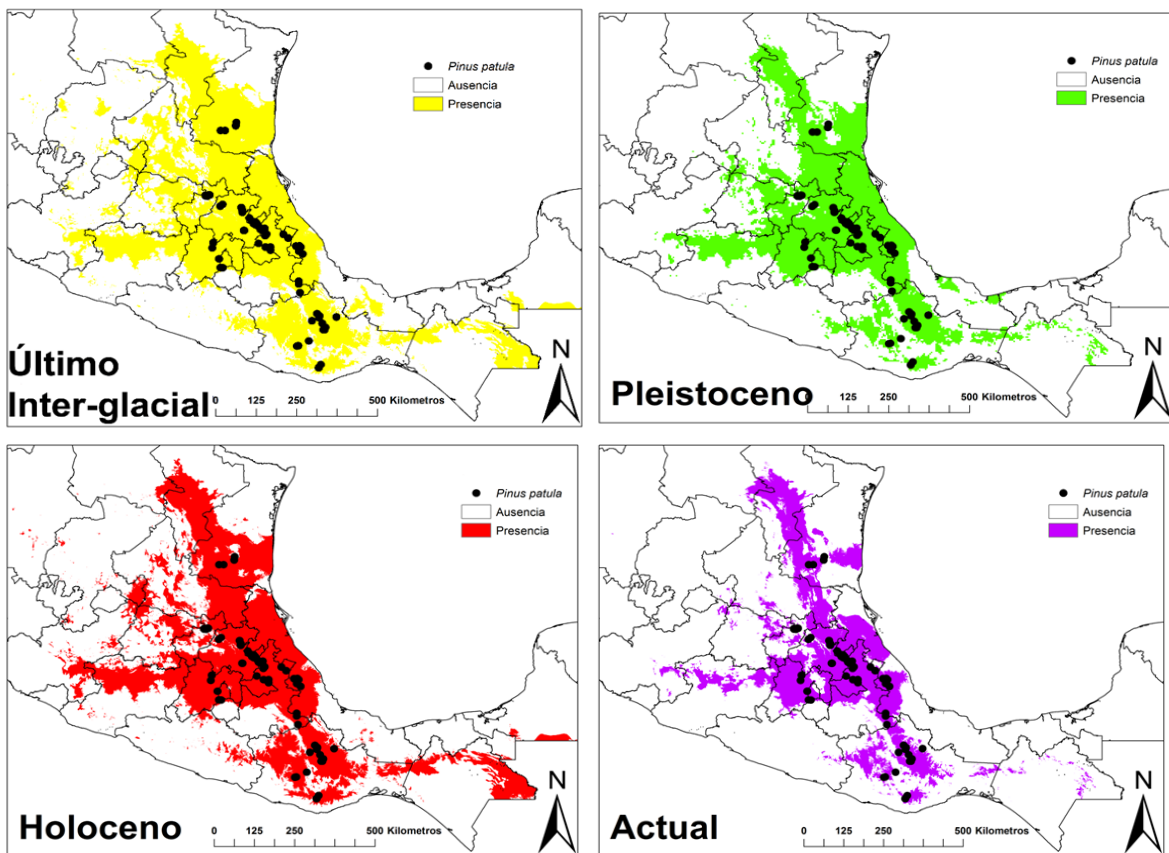 Pinus patula
Ausencia
Presencia
Último
Inter-glacial
N
0 125 250 500 Kilometros
Pinus patula
Ausencia
Presencia
Pleistoceno
N
0 125 250 500 Kilometros
Pinus patula
Ausencia
Presencia
Holoceno
N
0 125 250 500 Kilometros
Pinus patula
Ausencia
Presencia
Actual
N
0 125 250 500 Kilometros